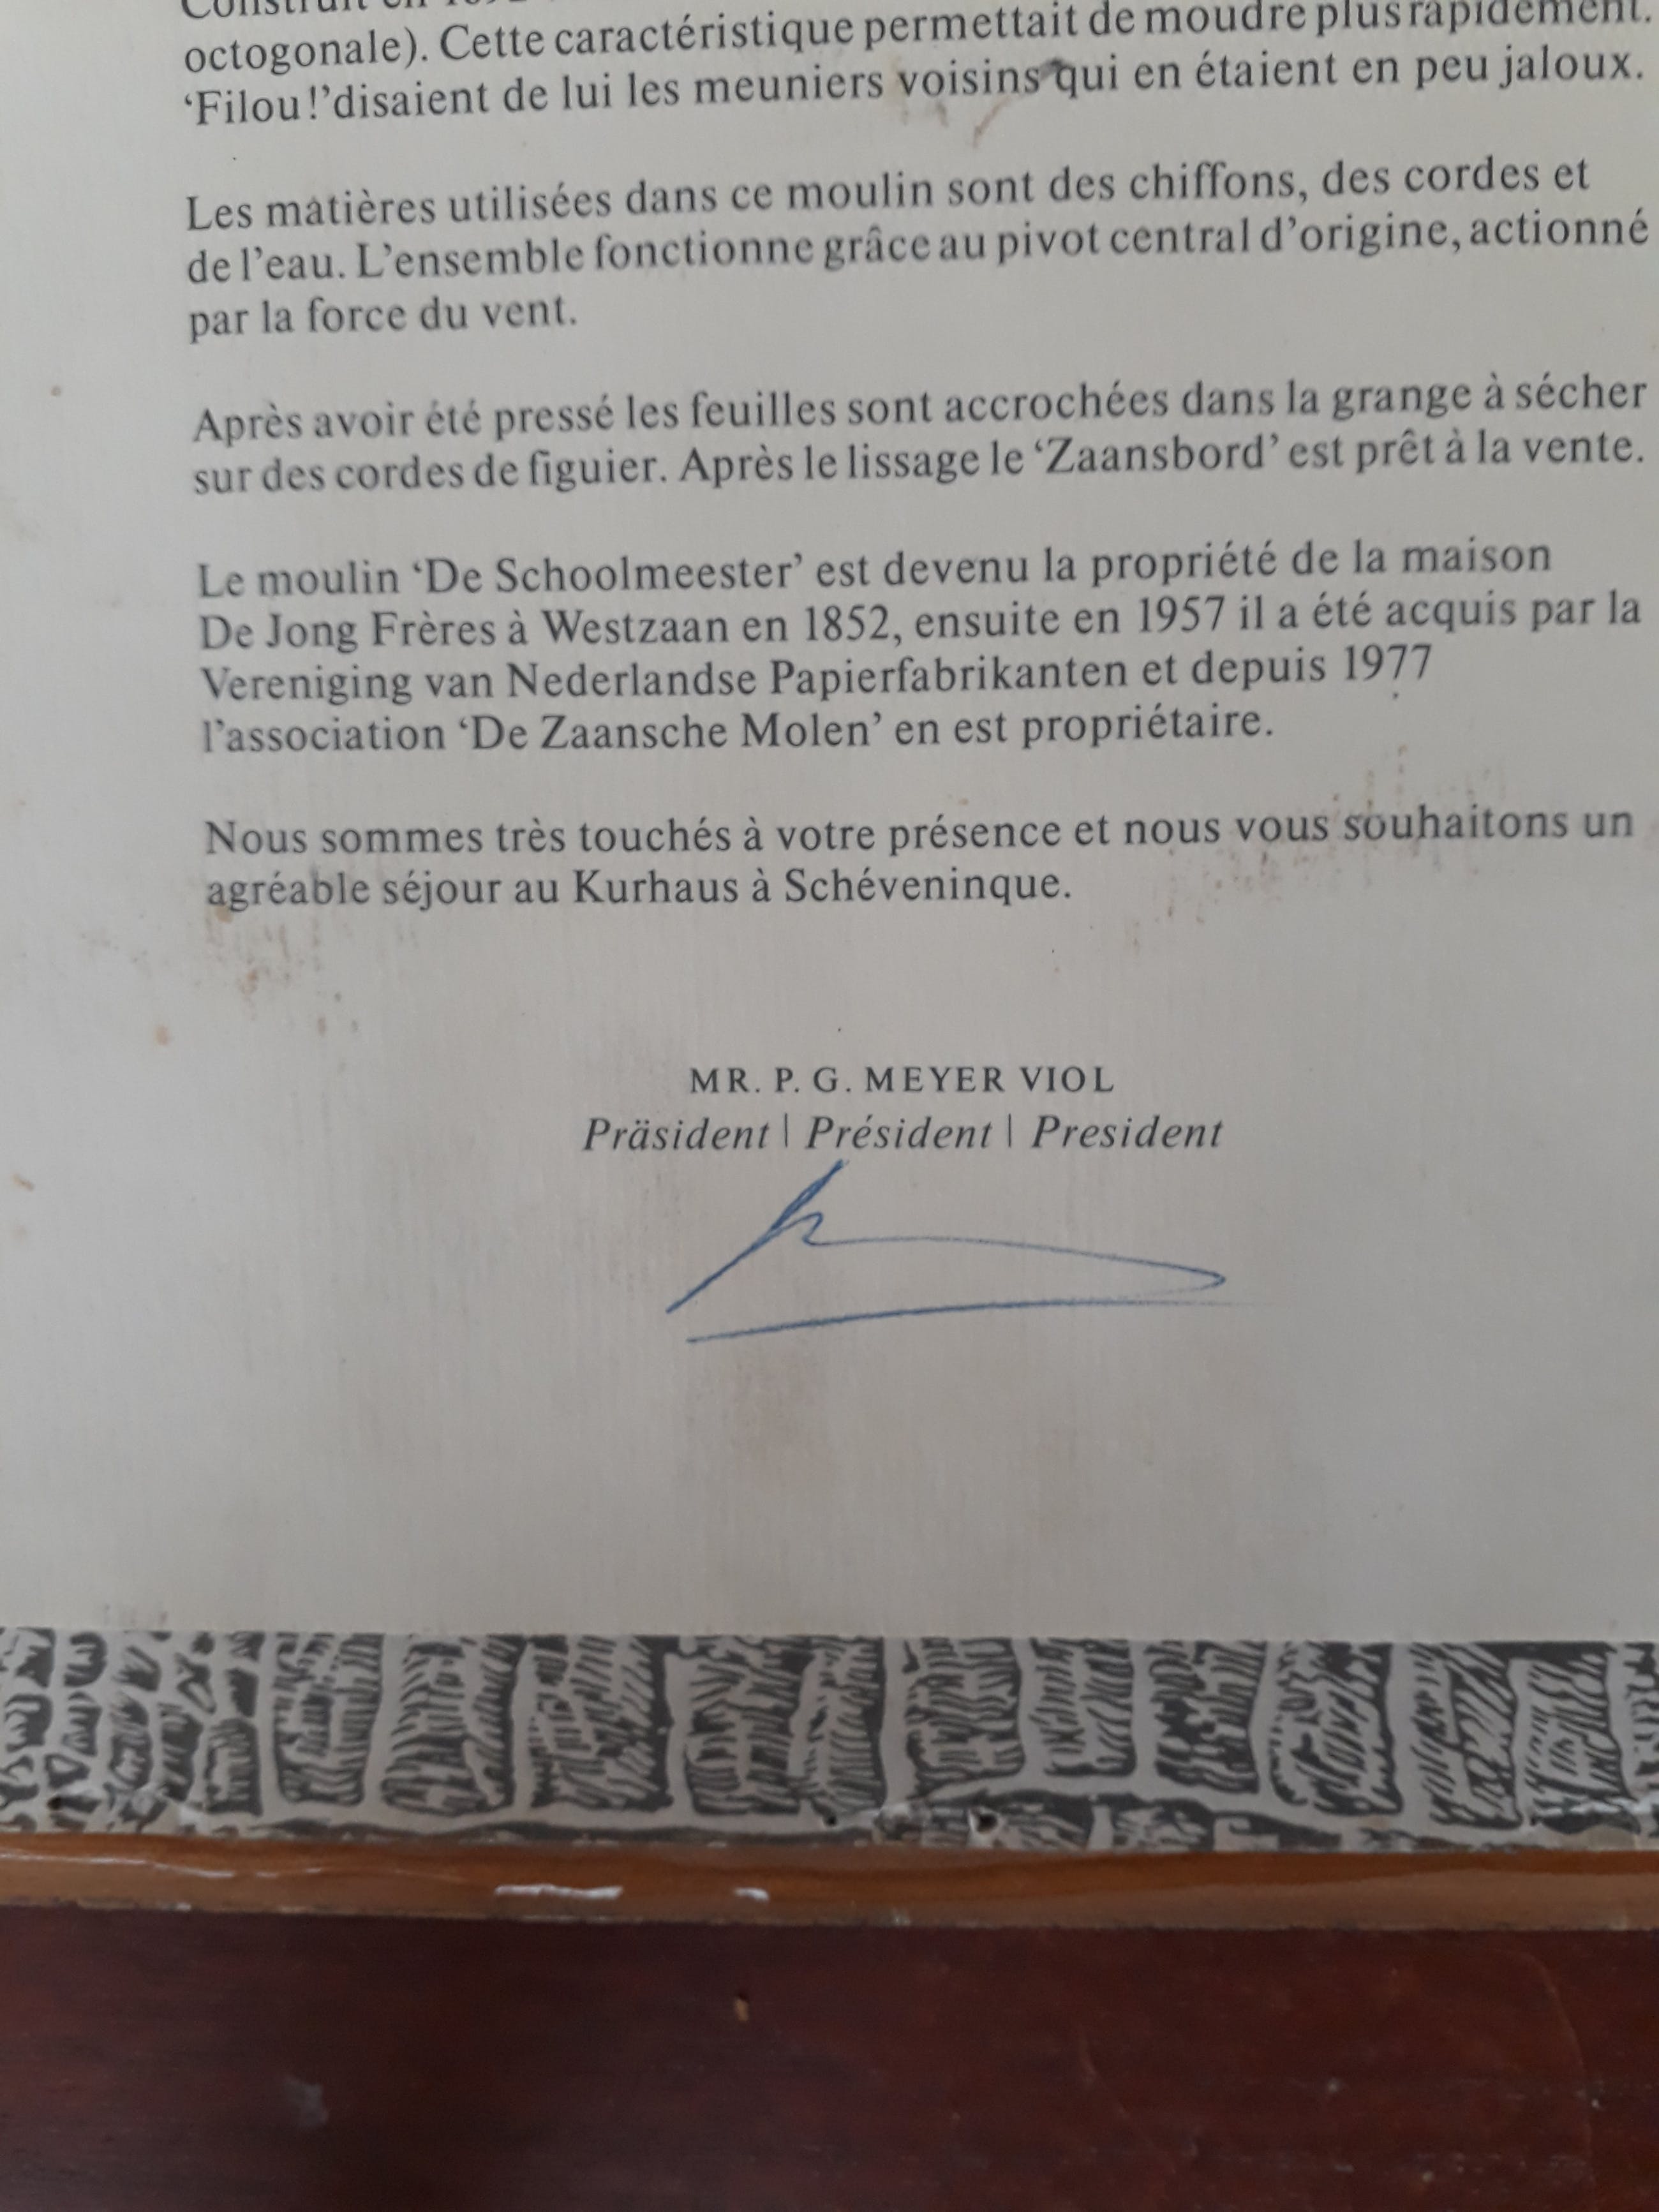 Construit en
octogonale). Cette caractéristique permettait de moudre plus rapidement.
‘Filou!’disaient de lui les meuniers voisins qui en étaient en peu jaloux.
Les matières utilisées dans ce moulin sont des chiffons, des cordes et
de l’eau. L’ensemble fonctionne grâce au pivot central d’origine, actionné
par la force du vent.
Après avoir été pressé les feuilles sont accrochées dans la grange à sécher
sur des cordes de figuier. Après le lissage le ‘Zaansbord’ est prêt à la vente.
Le moulin ‘De Schoolmeester’ est devenu la propriété de la maison
De Jong Frères à Westzaan en 1852, ensuite en 1957 il a été acquis par la
Vereniging van Nederlandse Papierfabrikanten et depuis 1977
l’association ‘De Zaansche Molen’ en est propriétaire.
Nous sommes très touchés à votre présence et nous vous souhaitons un
agréable séjour au Kurhaus à Schéveninque.
MR. P. G. MEYER VIOL
Präsident | Président | President